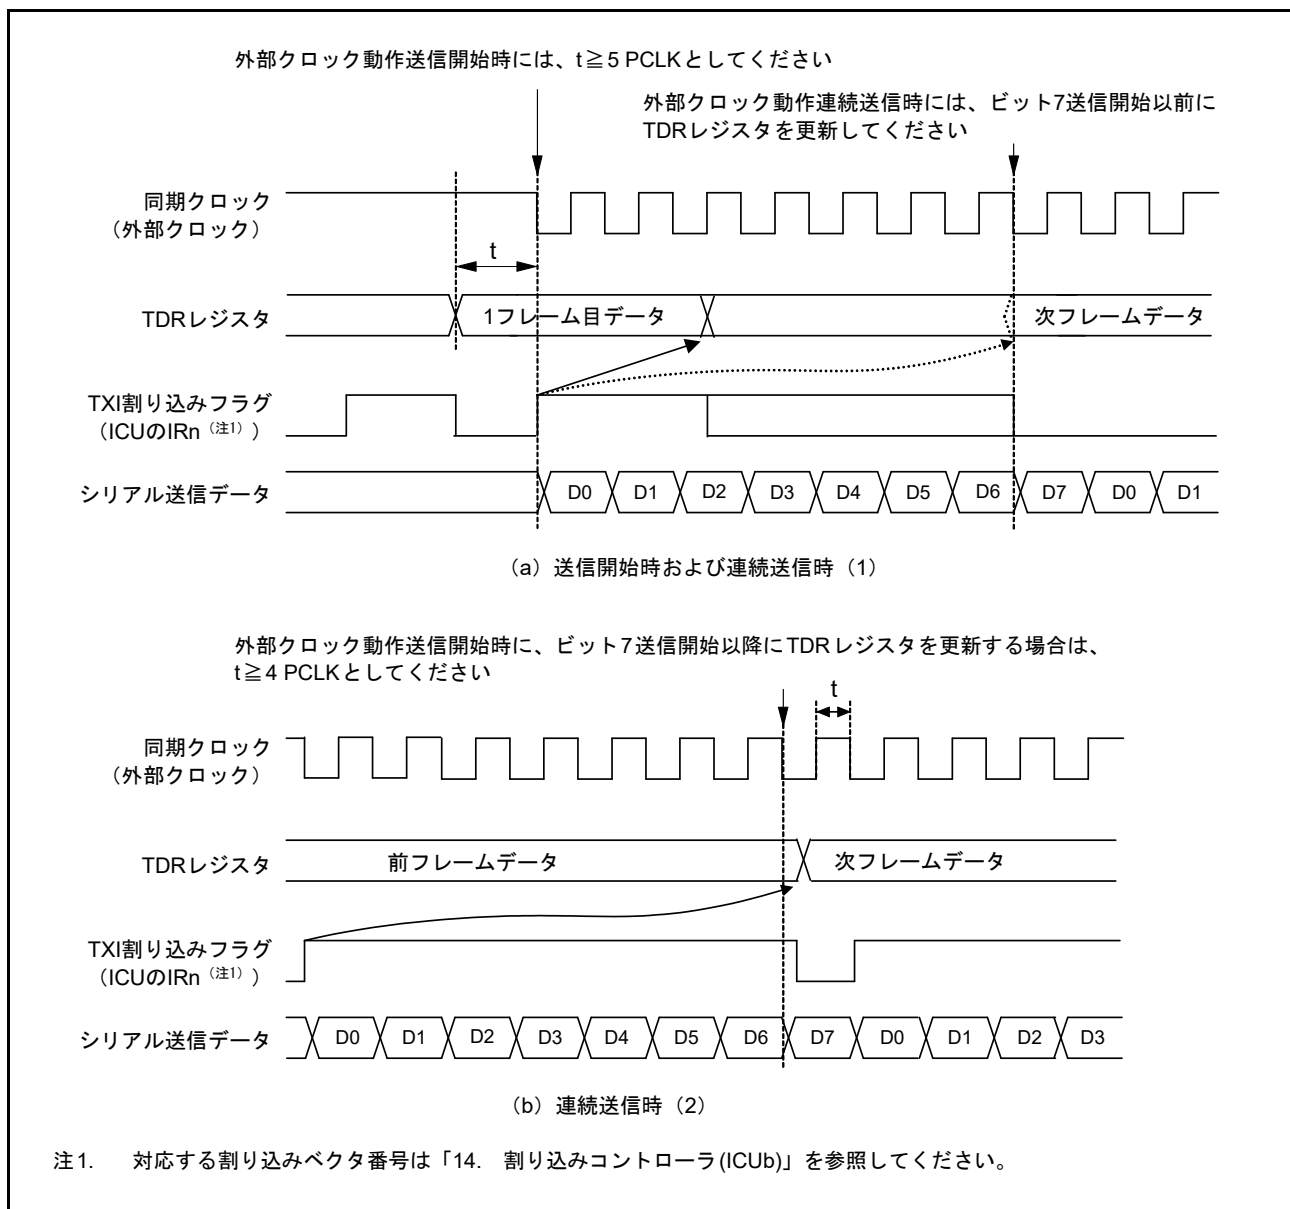 外部クロック動作送信開始時には、t≧5 PCLKとしてください
外部クロック動作連続送信時には、ビット7送信開始以前に
TDRレジスタを更新してください
同期クロック
（外部クロック）
t
TDRレジスタ
1フレーム目データ
次フレームデータ
TXI割り込みフラグ
（ICUのIRn（注1））
シリアル送信データ
D0 D1 D2 D3 D4 D5 D6 D7 D0 D1
（a）送信開始時および連続送信時（1）
外部クロック動作送信開始時に、ビット7送信開始以降にTDRレジスタを更新する場合は、
t≧4 PCLKとしてください
t
同期クロック
（外部クロック）
TDRレジスタ
前フレームデータ
次フレームデータ
TXI割り込みフラグ
（ICUのIRn（注1））
シリアル送信データ
D0 D1 D2 D3 D4 D5 D6 D7 D0 D1 D2 D3
（b）連続送信時（2）
注1. 対応する割り込みベクタ番号は「14. 割り込みコントローラ(ICUb)」を参照してください。